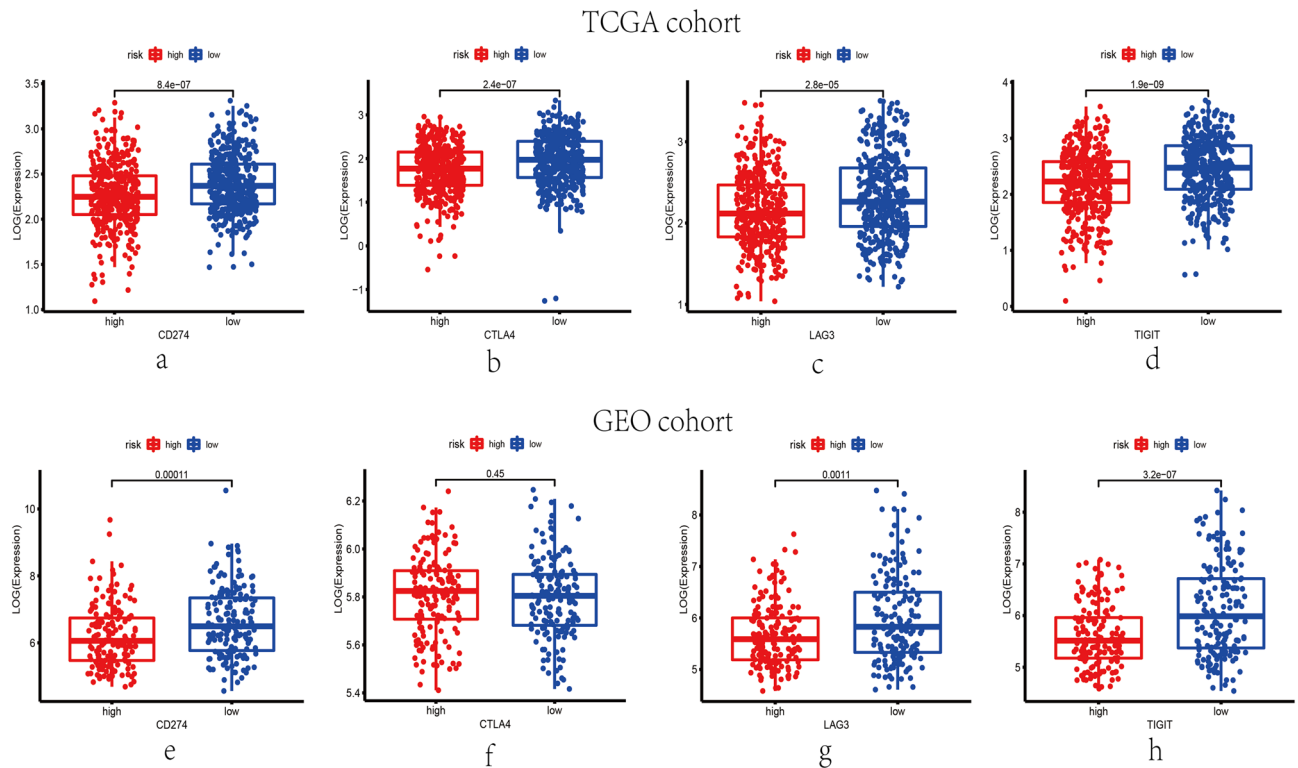 TCGA cohort
risk high low
risk high low
risk high low
risk high low
8.4e−07
2.4e−07
2.8e−05
1.9e−09
LOG(Expression)
3.5
3.0
2.5
2.0
1.5
1.0
high low
CD274
a
LOG(Expression)
3
2
1
0
−1
high low
CTLA4
b
LOG(Expression)
3
2
1
high low
LAG3
c
LOG(Expression)
4
3
2
1
0
high low
TIGIT
d
GEO cohort
risk high low
risk high low
risk high low
risk high low
0.00011
0.45
0.0011
3.2e−07
LOG(Expression)
10
8
6
high low
CD274
e
LOG(Expression)
6.2
6.0
5.8
5.6
5.4
high low
CTLA4
f
LOG(Expression)
8
7
6
5
high low
LAG3
g
LOG(Expression)
8
7
6
5
high low
TIGIT
h